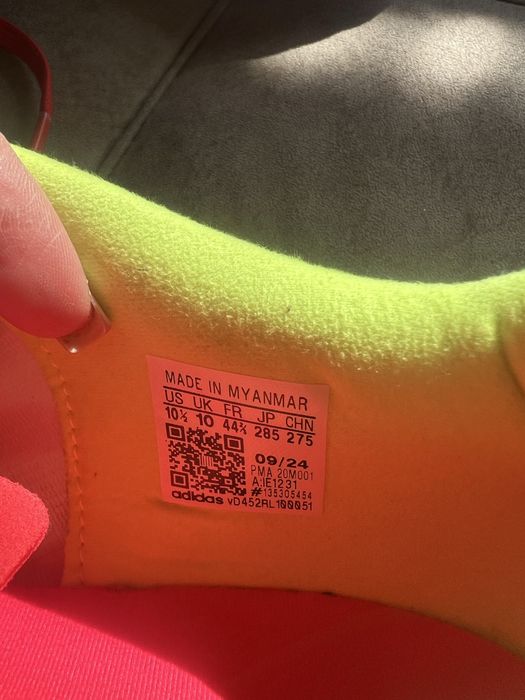 MADE IN MYANMAR
US UK FR JP CHN
10½ 10 44⅔ 285 275
09/24
PMA 20M001
A:IE1231
#135305454
adidas vD452RL100051